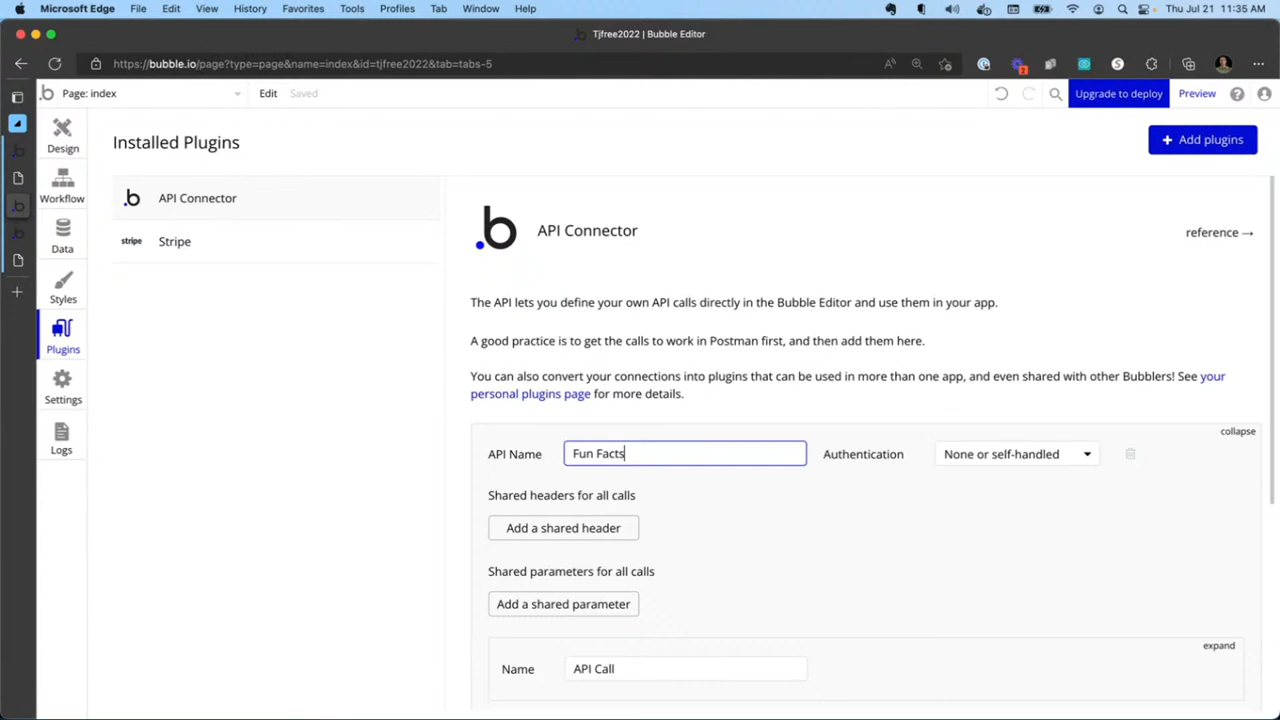 Microsoft Edge File Edit View History Favorites Tools Profiles Tab Window Help Thu Jul 21 11:35 AM
Tjfree2022 | Bubble Editor
https://bubble.io/page?type=page&name=index&id=tjfree2022&tab=tabs-5
Page: index Edit Saved Upgrade to deploy Preview
Design
Workflow
Data
Styles
Plugins
Settings
Logs
Installed Plugins
+ Add plugins
API Connector
stripe Stripe
API Connector
reference →
The API lets you define your own API calls directly in the Bubble Editor and use them in your app.
A good practice is to get the calls to work in Postman first, and then add them here.
You can also convert your connections into plugins that can be used in more than one app, and even shared with other Bubblers! See your
personal plugins page for more details.
collapse
API Name Fun Facts Authentication None or self-handled
Shared headers for all calls
Add a shared header
Shared parameters for all calls
Add a shared parameter
expand
Name API Call